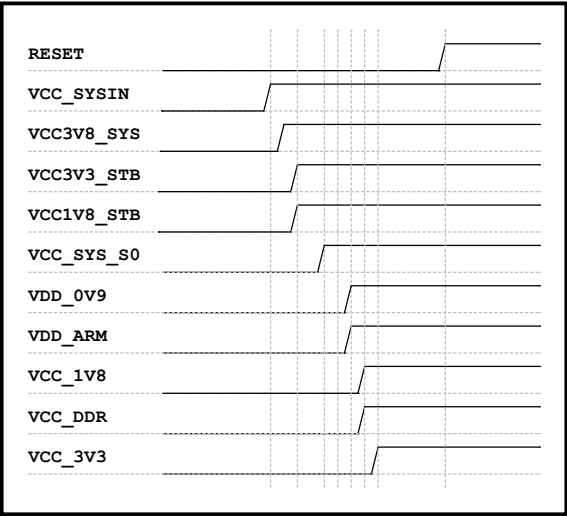 RESET
VCC_SYSIN
VCC3V8_SYS
VCC3V3_STB
VCC1V8_STB
VCC_SYS_S0
VDD_0V9
VDD_ARM
VCC_1V8
VCC_DDR
VCC_3V3